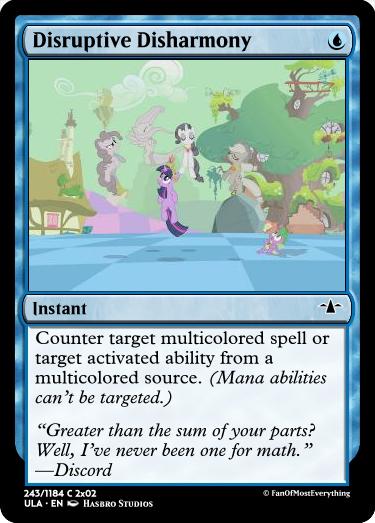 Disruptive Disharmony
Instant
Counter target multicolored spell or
target activated ability from a
multicolored source. (Mana abilities
can't be targeted.)
“Greater than the sum of your parts?
Well, I've never been one for math.”
—Discord
243/1184 C 2x02
ULA • EN Hasbro Studios
© FanOfMostEverything